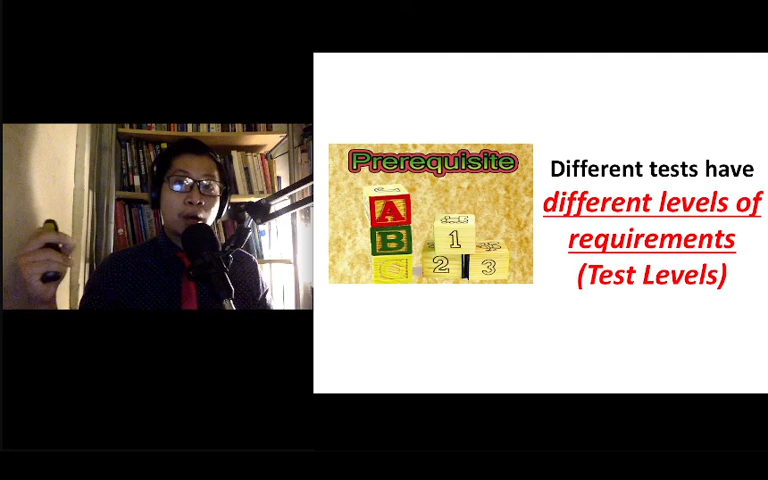 Prerequisite
A
B
C
1
2
3
Different tests have
different levels of
requirements
(Test Levels)